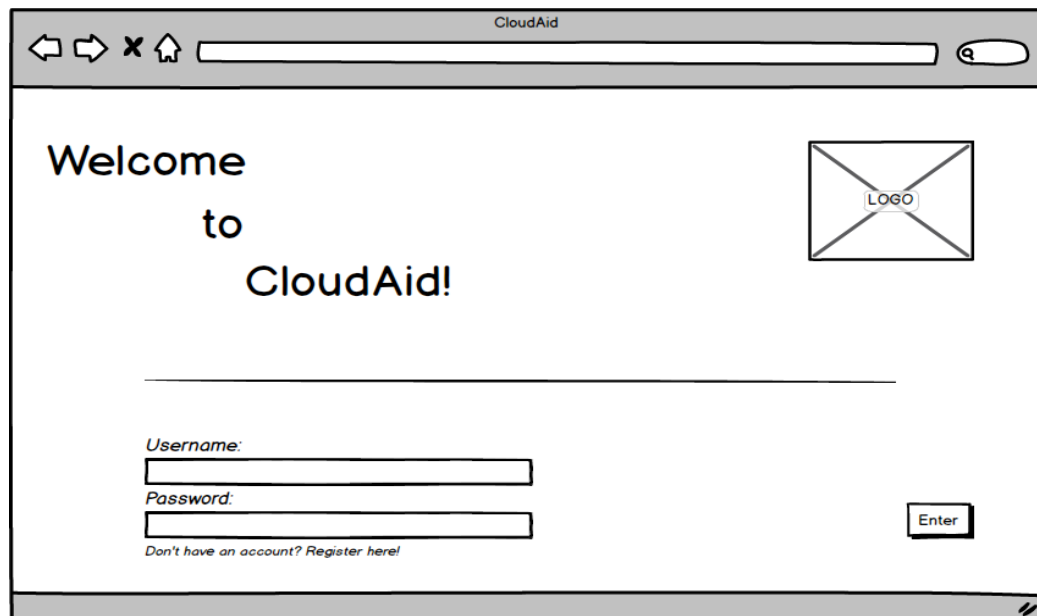 CloudAid
Welcome
to
CloudAid!
LOGO
Username:
Password:
Don't have an account? Register here!
Enter